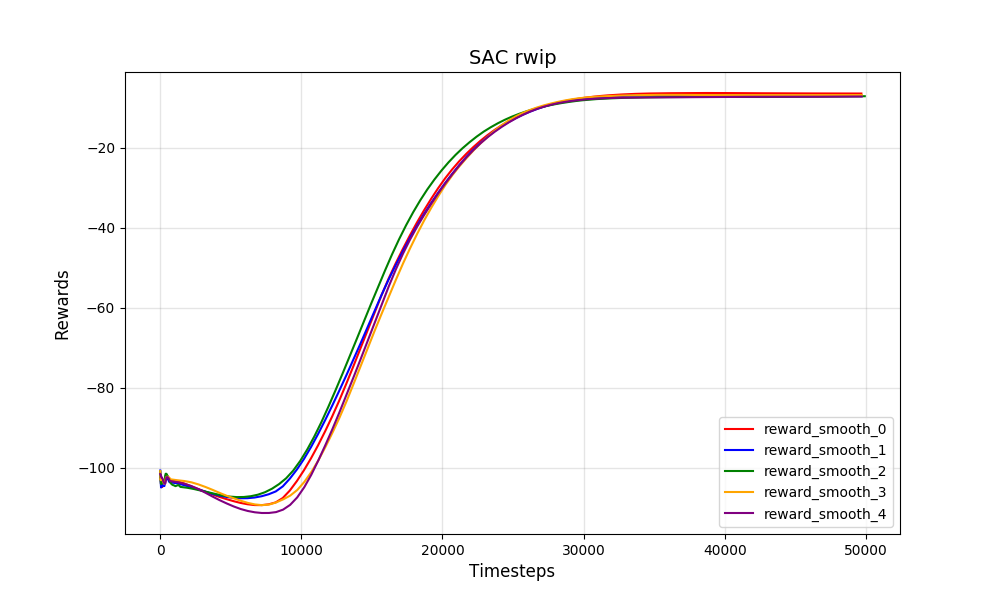 SAC rwip
Rewards
−20
−40
−60
−80
−100
reward_smooth_0
reward_smooth_1
reward_smooth_2
reward_smooth_3
reward_smooth_4
0 10000 20000 30000 40000 50000
Timesteps